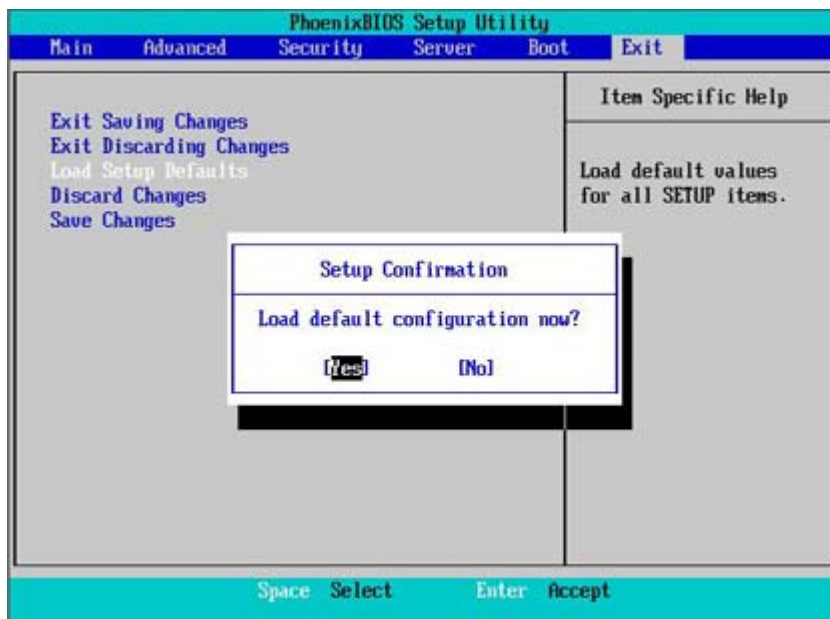 PhoenixBIOS Setup Utility
Main Advanced Security Server Boot Exit
Item Specific Help
Exit Saving Changes
Exit Discarding Changes
Load Setup Defaults
Discard Changes
Save Changes
Load default values
for all SETUP items.
Setup Confirmation
Load default configuration now?
[Yes] [No]
Space Select Enter Accept